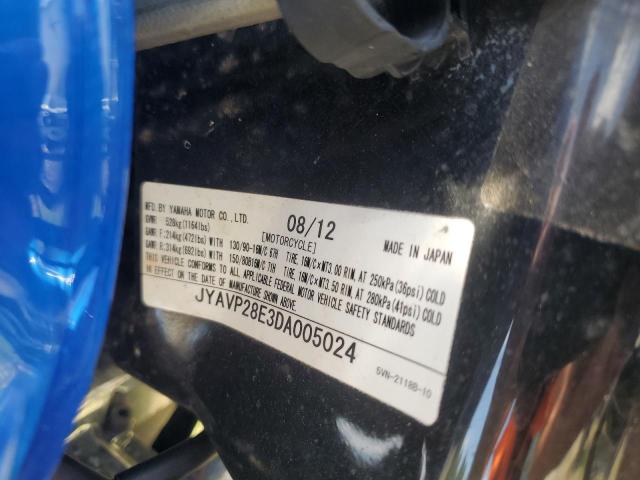 MFD. BY YAMAHA MOTOR CO., LTD. 08/12 MADE IN JAPAN
GVWR 528kg(1164lbs) [MOTORCYCLE]
GAWR:F:214kg(472lbs) WITH 130/90-16M/C 67H TIRE 16M/C×MT3.00 RIM, AT 250kPa(36psi) COLD
GAWR:R:314kg(692lbs) WITH 150/80B16M/C 71H TIRE 16M/C×MT3.50 RIM, AT 280kPa(41psi) COLD
THIS VEHICLE CONFORMS TO ALL APPLICABLE FEDERAL MOTOR VEHICLE SAFETY STANDARDS
IN EFFECT ON THE DATE OF MANUFACTURE SHOWN ABOVE.
JYAVP28E3DA005024
5VN-2118B-10